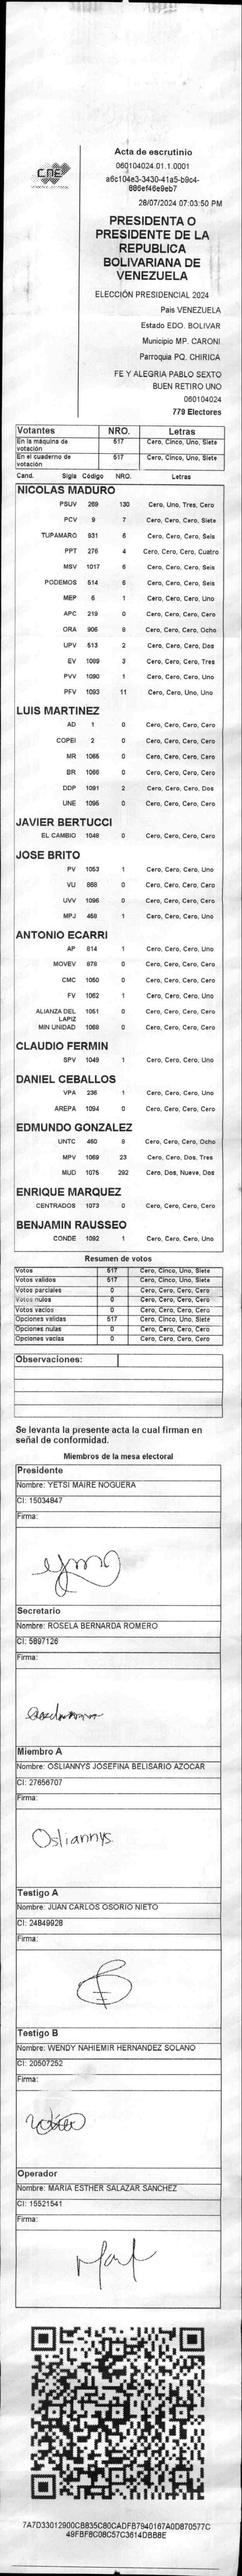 CNE
Acta de escrutinio
060104024.01.1.0001
a6c104e3-3430-41a5-b9c4-
886ef46e9eb7
28/07/2024 07:03:50 PM
PRESIDENTA O
PRESIDENTE DE LA
REPUBLICA
BOLIVARIANA DE
VENEZUELA
ELECCIÓN PRESIDENCIAL 2024
Pais VENEZUELA
Estado EDO. BOLIVAR
Municipio MP. CARONI
Parroquia PQ. CHIRICA
FE Y ALEGRIA PABLO SEXTO
BUEN RETIRO UNO
060104024
779 Electores
Votantes NRO. Letras
En la máquina de votación 517 Cero, Cinco, Uno, Siete
En el cuaderno de votación 517 Cero, Cinco, Uno, Siete
Cand. Sigla Código NRO. Letras
NICOLAS MADURO
PSUV 269 130 Cero, Uno, Tres, Cero
PCV 9 7 Cero, Cero, Cero, Siete
TUPAMARO 931 6 Cero, Cero, Cero, Seis
PPT 276 4 Cero, Cero, Cero, Cuatro
MSV 1017 6 Cero, Cero, Cero, Seis
PODEMOS 514 6 Cero, Cero, Cero, Seis
MEP 5 1 Cero, Cero, Cero, Uno
APC 219 0 Cero, Cero, Cero, Cero
ORA 906 8 Cero, Cero, Cero, Ocho
UPV 513 2 Cero, Cero, Cero, Dos
EV 1089 3 Cero, Cero, Cero, Tres
PVV 1090 1 Cero, Cero, Cero, Uno
PFV 1093 11 Cero, Cero, Uno, Uno
LUIS MARTINEZ
AD 1 0 Cero, Cero, Cero, Cero
COPEI 2 0 Cero, Cero, Cero, Cero
MR 1065 0 Cero, Cero, Cero, Cero
BR 1066 0 Cero, Cero, Cero, Cero
DDP 1091 2 Cero, Cero, Cero, Dos
UNE 1095 0 Cero, Cero, Cero, Cero
JAVIER BERTUCCI
EL CAMBIO 1048 0 Cero, Cero, Cero, Cero
JOSE BRITO
PV 1053 1 Cero, Cero, Cero, Uno
VU 868 0 Cero, Cero, Cero, Cero
UVV 1096 0 Cero, Cero, Cero, Cero
MPJ 458 1 Cero, Cero, Cero, Uno
ANTONIO ECARRI
AP 814 1 Cero, Cero, Cero, Uno
MOVEV 878 0 Cero, Cero, Cero, Cero
CMC 1050 0 Cero, Cero, Cero, Cero
FV 1062 1 Cero, Cero, Cero, Uno
ALIANZA DEL LAPIZ 1051 0 Cero, Cero, Cero, Cero
MIN UNIDAD 1068 0 Cero, Cero, Cero, Cero
CLAUDIO FERMIN
SPV 1049 1 Cero, Cero, Cero, Uno
DANIEL CEBALLOS
VPA 236 1 Cero, Cero, Cero, Uno
AREPA 1094 0 Cero, Cero, Cero, Cero
EDMUNDO GONZALEZ
UNTC 460 8 Cero, Cero, Cero, Ocho
MPV 1069 23 Cero, Cero, Dos, Tres
MUD 1075 292 Cero, Dos, Nueve, Dos
ENRIQUE MARQUEZ
CENTRADOS 1073 0 Cero, Cero, Cero, Cero
BENJAMIN RAUSSEO
CONDE 1092 1 Cero, Cero, Cero, Uno
Resumen de votos
Votos 517 Cero, Cinco, Uno, Siete
Votos validos 517 Cero, Cinco, Uno, Siete
Votos parciales 0 Cero, Cero, Cero, Cero
Votos nulos 0 Cero, Cero, Cero, Cero
Votos vacios 0 Cero, Cero, Cero, Cero
Opciones validas 517 Cero, Cinco, Uno, Siete
Opciones nulas 0 Cero, Cero, Cero, Cero
Opciones vacias 0 Cero, Cero, Cero, Cero
Observaciones:
Se levanta la presente acta la cual firman en
señal de conformidad.
Miembros de la mesa electoral
Presidente
Nombre: YETSI MAIRE NOGUERA
CI: 15034847
Firma:
Secretario
Nombre: ROSELA BERNARDA ROMERO
CI: 5897126
Firma:
Miembro A
Nombre: OSLIANNYS JOSEFINA BELISARIO AZOCAR
CI: 27656707
Firma:
Osliannys
Testigo A
Nombre: JUAN CARLOS OSORIO NIETO
CI: 24849928
Firma:
Testigo B
Nombre: WENDY NAHIEMIR HERNANDEZ SOLANO
CI: 20507252
Firma:
Operador
Nombre: MARIA ESTHER SALAZAR SANCHEZ
CI: 15521541
Firma:
7A7D33012900CB835C80CADFB7940167A0D870577C
49FBF8C08C57C3614DBB8E